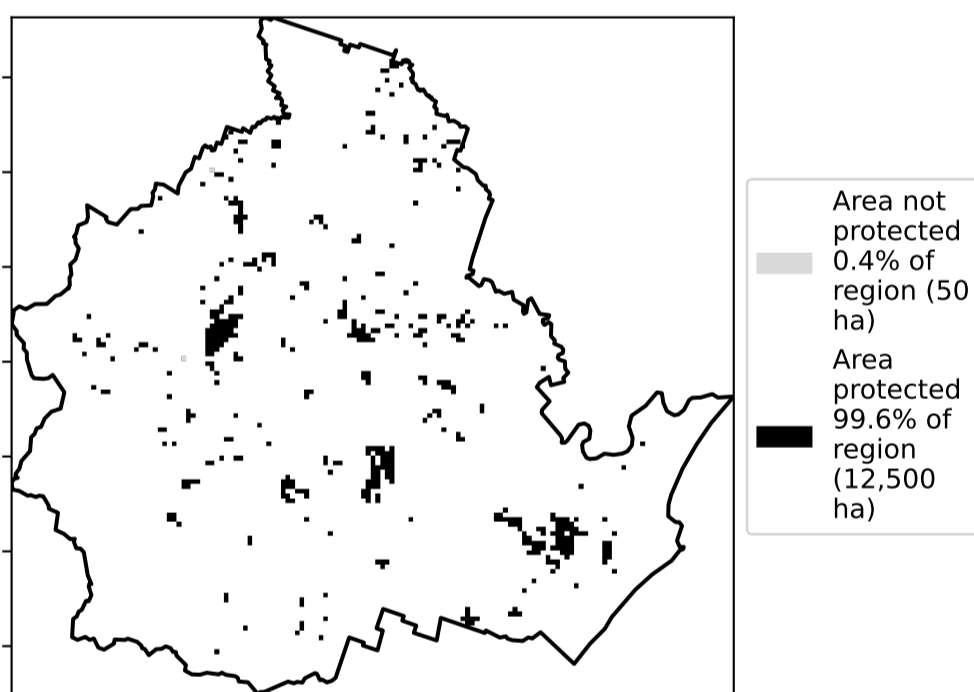 Area not
protected
0.4% of
region (50
ha)
Area
protected
99.6% of
region
(12,500
ha)